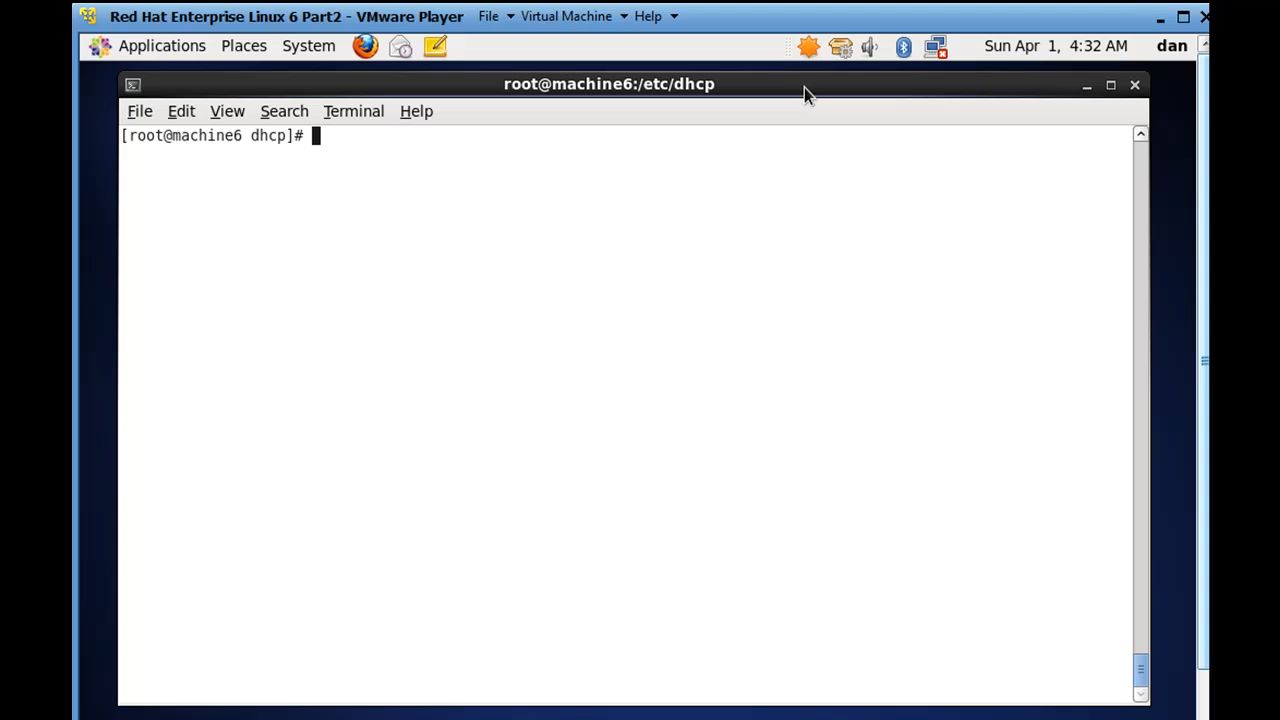 Red Hat Enterprise Linux 6 Part2 - VMware Player File Virtual Machine Help
Applications Places System Sun Apr 1, 4:32 AM dan
root@machine6:/etc/dhcp
File Edit View Search Terminal Help
[root@machine6 dhcp]#